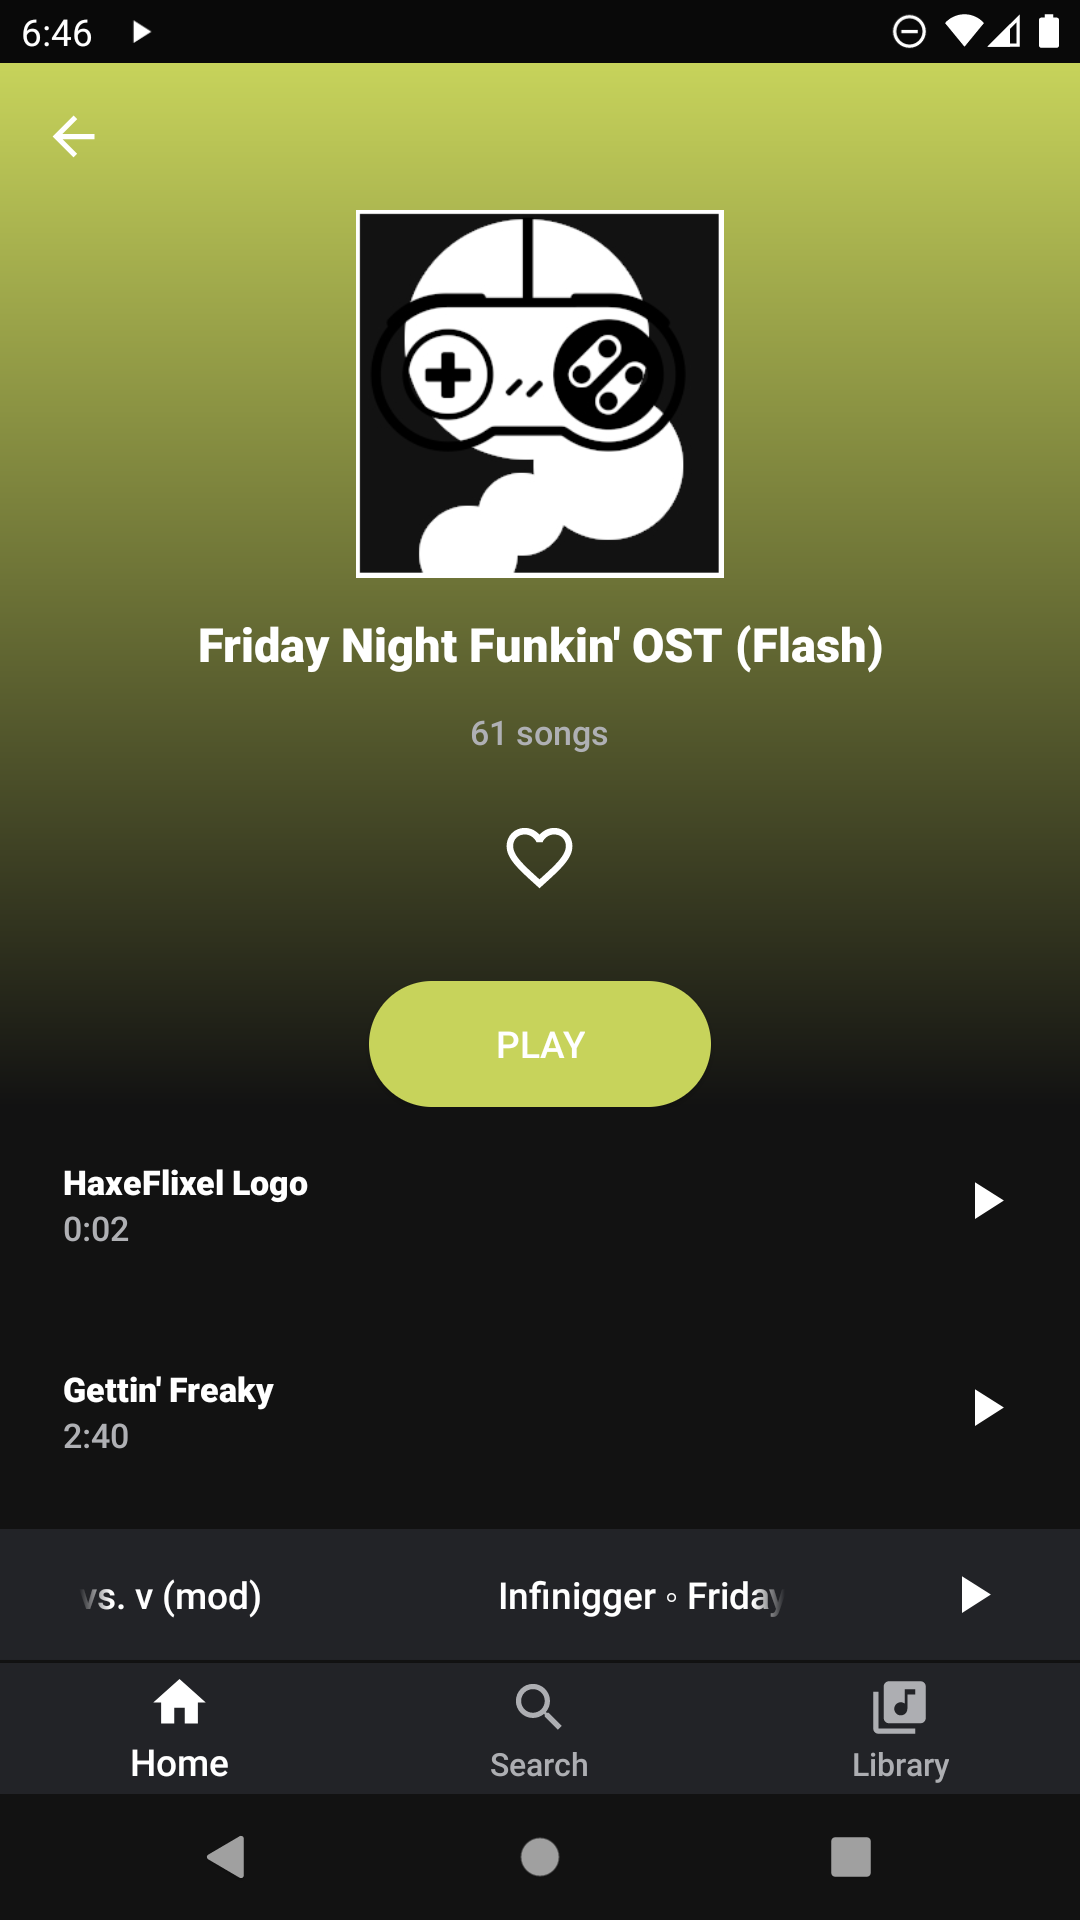 6:46
Friday Night Funkin' OST (Flash)
61 songs
PLAY
HaxeFlixel Logo
0:02
Gettin' Freaky
2:40
vs. v (mod) Infinigger ◦ Friday
Home
Search
Library